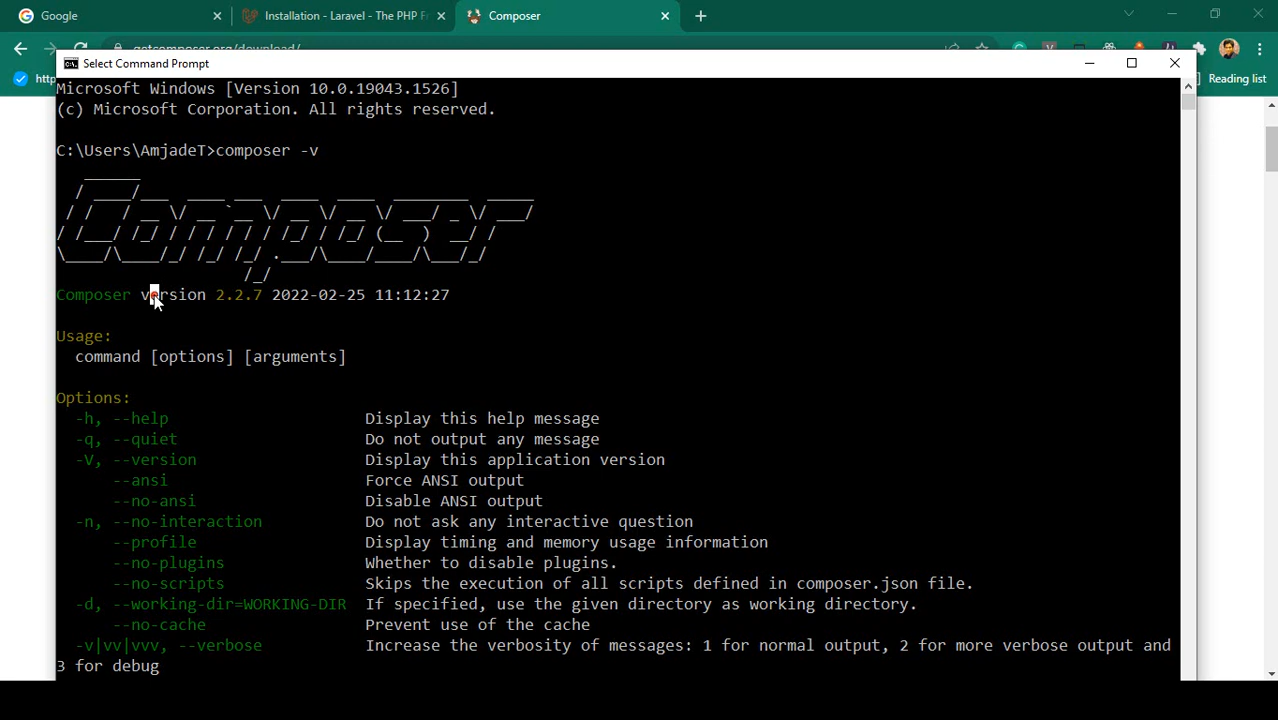 Google
Installation - Laravel - The PHP Fr
Composer
getcomposer.org/download/
http
Reading list
Select Command Prompt
Microsoft Windows [Version 10.0.19043.1526]
(c) Microsoft Corporation. All rights reserved.
C:\Users\AmjadeT>composer -v
Composer
Composer version 2.2.7 2022-02-25 11:12:27
Usage:
command [options] [arguments]
Options:
-h, --help Display this help message
-q, --quiet Do not output any message
-V, --version Display this application version
--ansi Force ANSI output
--no-ansi Disable ANSI output
-n, --no-interaction Do not ask any interactive question
--profile Display timing and memory usage information
--no-plugins Whether to disable plugins.
--no-scripts Skips the execution of all scripts defined in composer.json file.
-d, --working-dir=WORKING-DIR If specified, use the given directory as working directory.
--no-cache Prevent use of the cache
-v|vv|vvv, --verbose Increase the verbosity of messages: 1 for normal output, 2 for more verbose output and
3 for debug